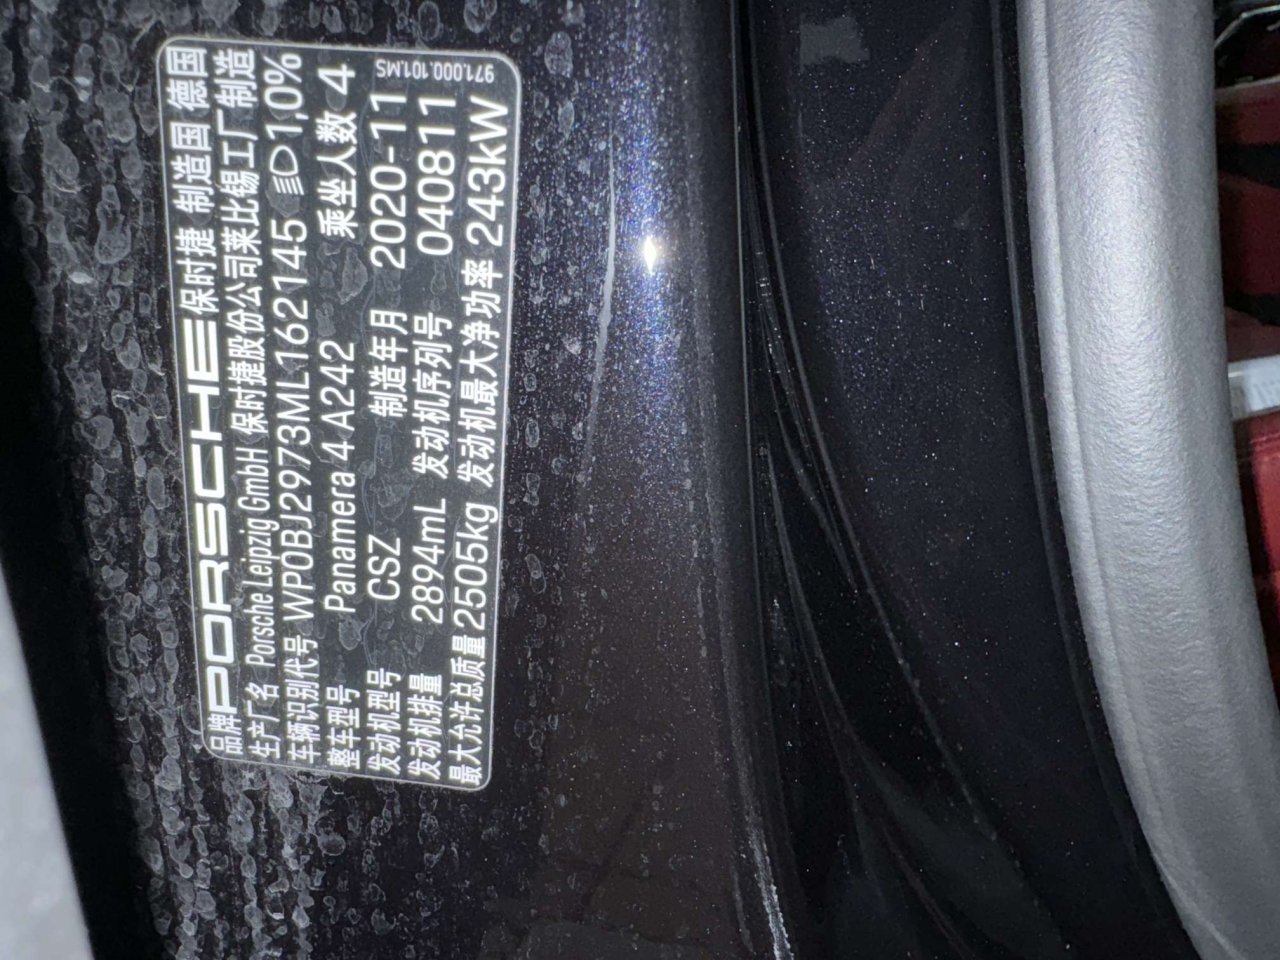 品牌 PORSCHE 保时捷 制造国 德国
生产厂名 Porsche Leipzig GmbH 保时捷股份公司莱比锡工厂制造
车辆识别代号 WP0BJ2973ML162145 1,0%
整车型号 Panamera 4 A242 乘坐人数 4
发动机型号 CSZ 制造年月 2020-11
发动机排量 2894mL 发动机序列号 040811
最大允许总质量 2505kg 发动机最大净功率 243kW
971.000.101.MS